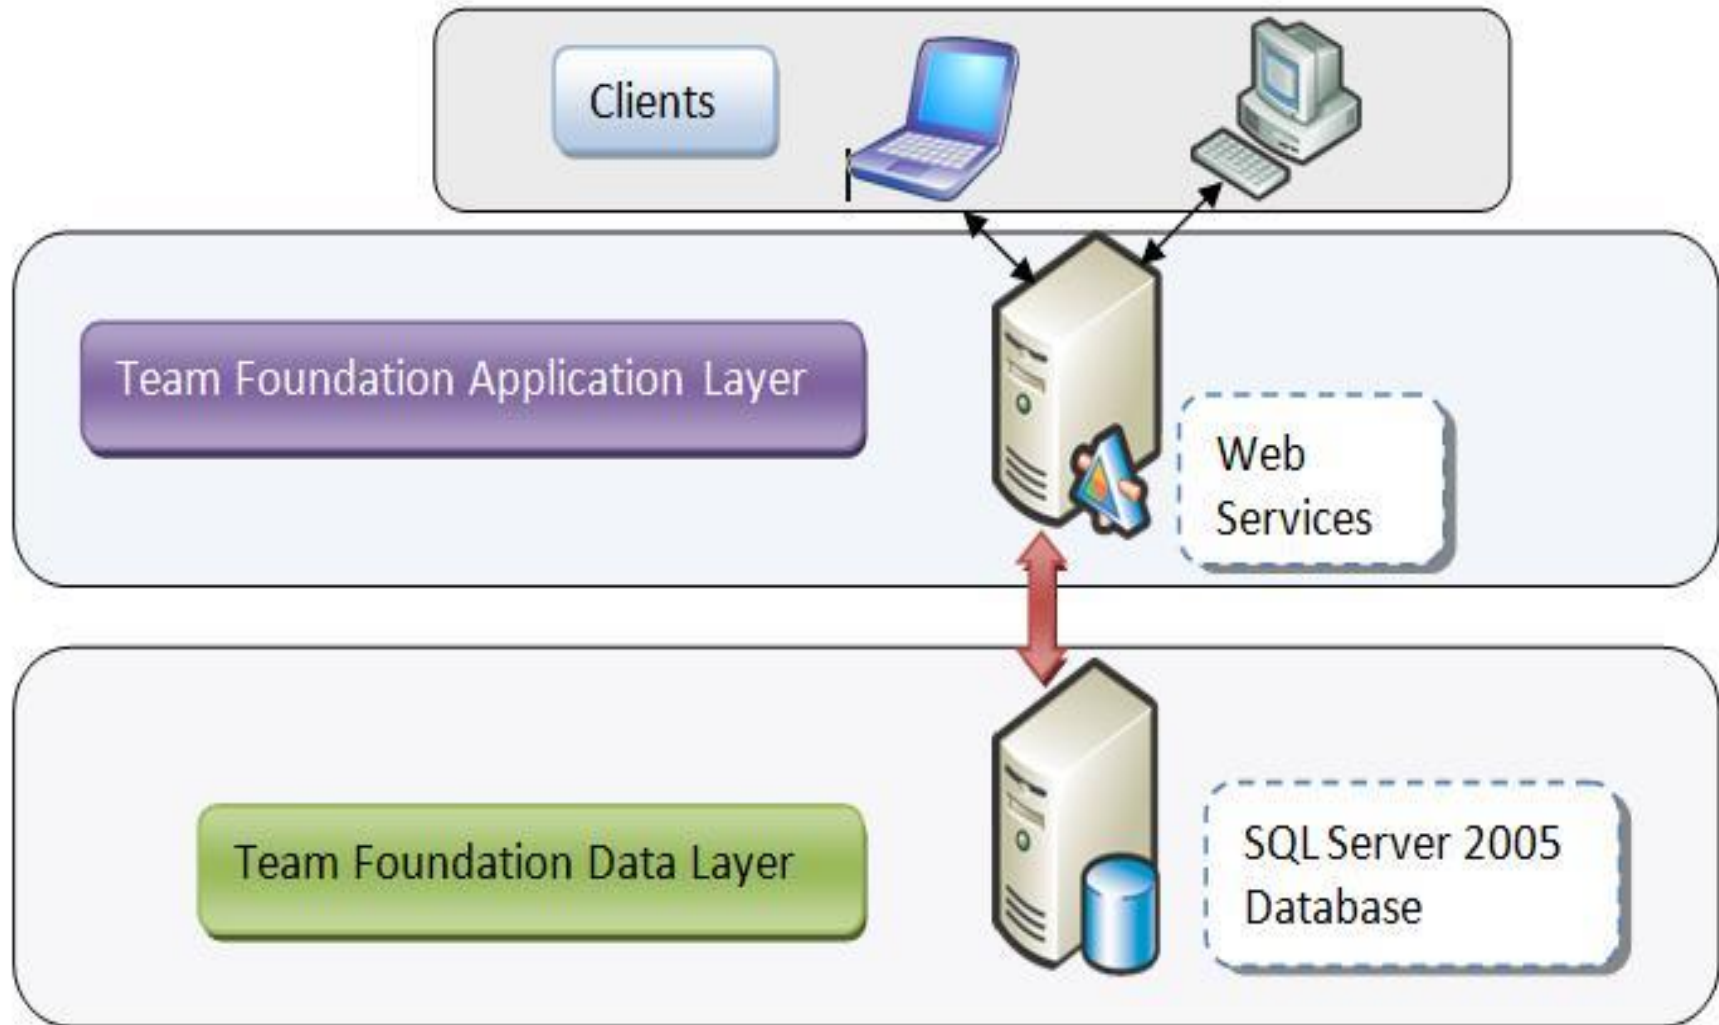 Clients
Team Foundation Application Layer
Web
Services
Team Foundation Data Layer
SQL Server 2005
Database